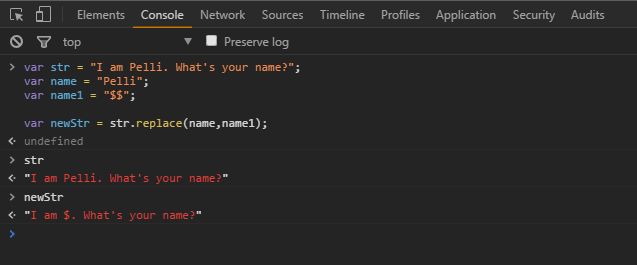 Elements Console Network Sources Timeline Profiles Application Security Audits
top ▼ Preserve log
> var str = "I am Pelli. What's your name?";
var name = "Pelli";
var name1 = "$$";
var newStr = str.replace(name,name1);
< undefined
> str
< "I am Pelli. What's your name?"
> newStr
< "I am $. What's your name?"
>